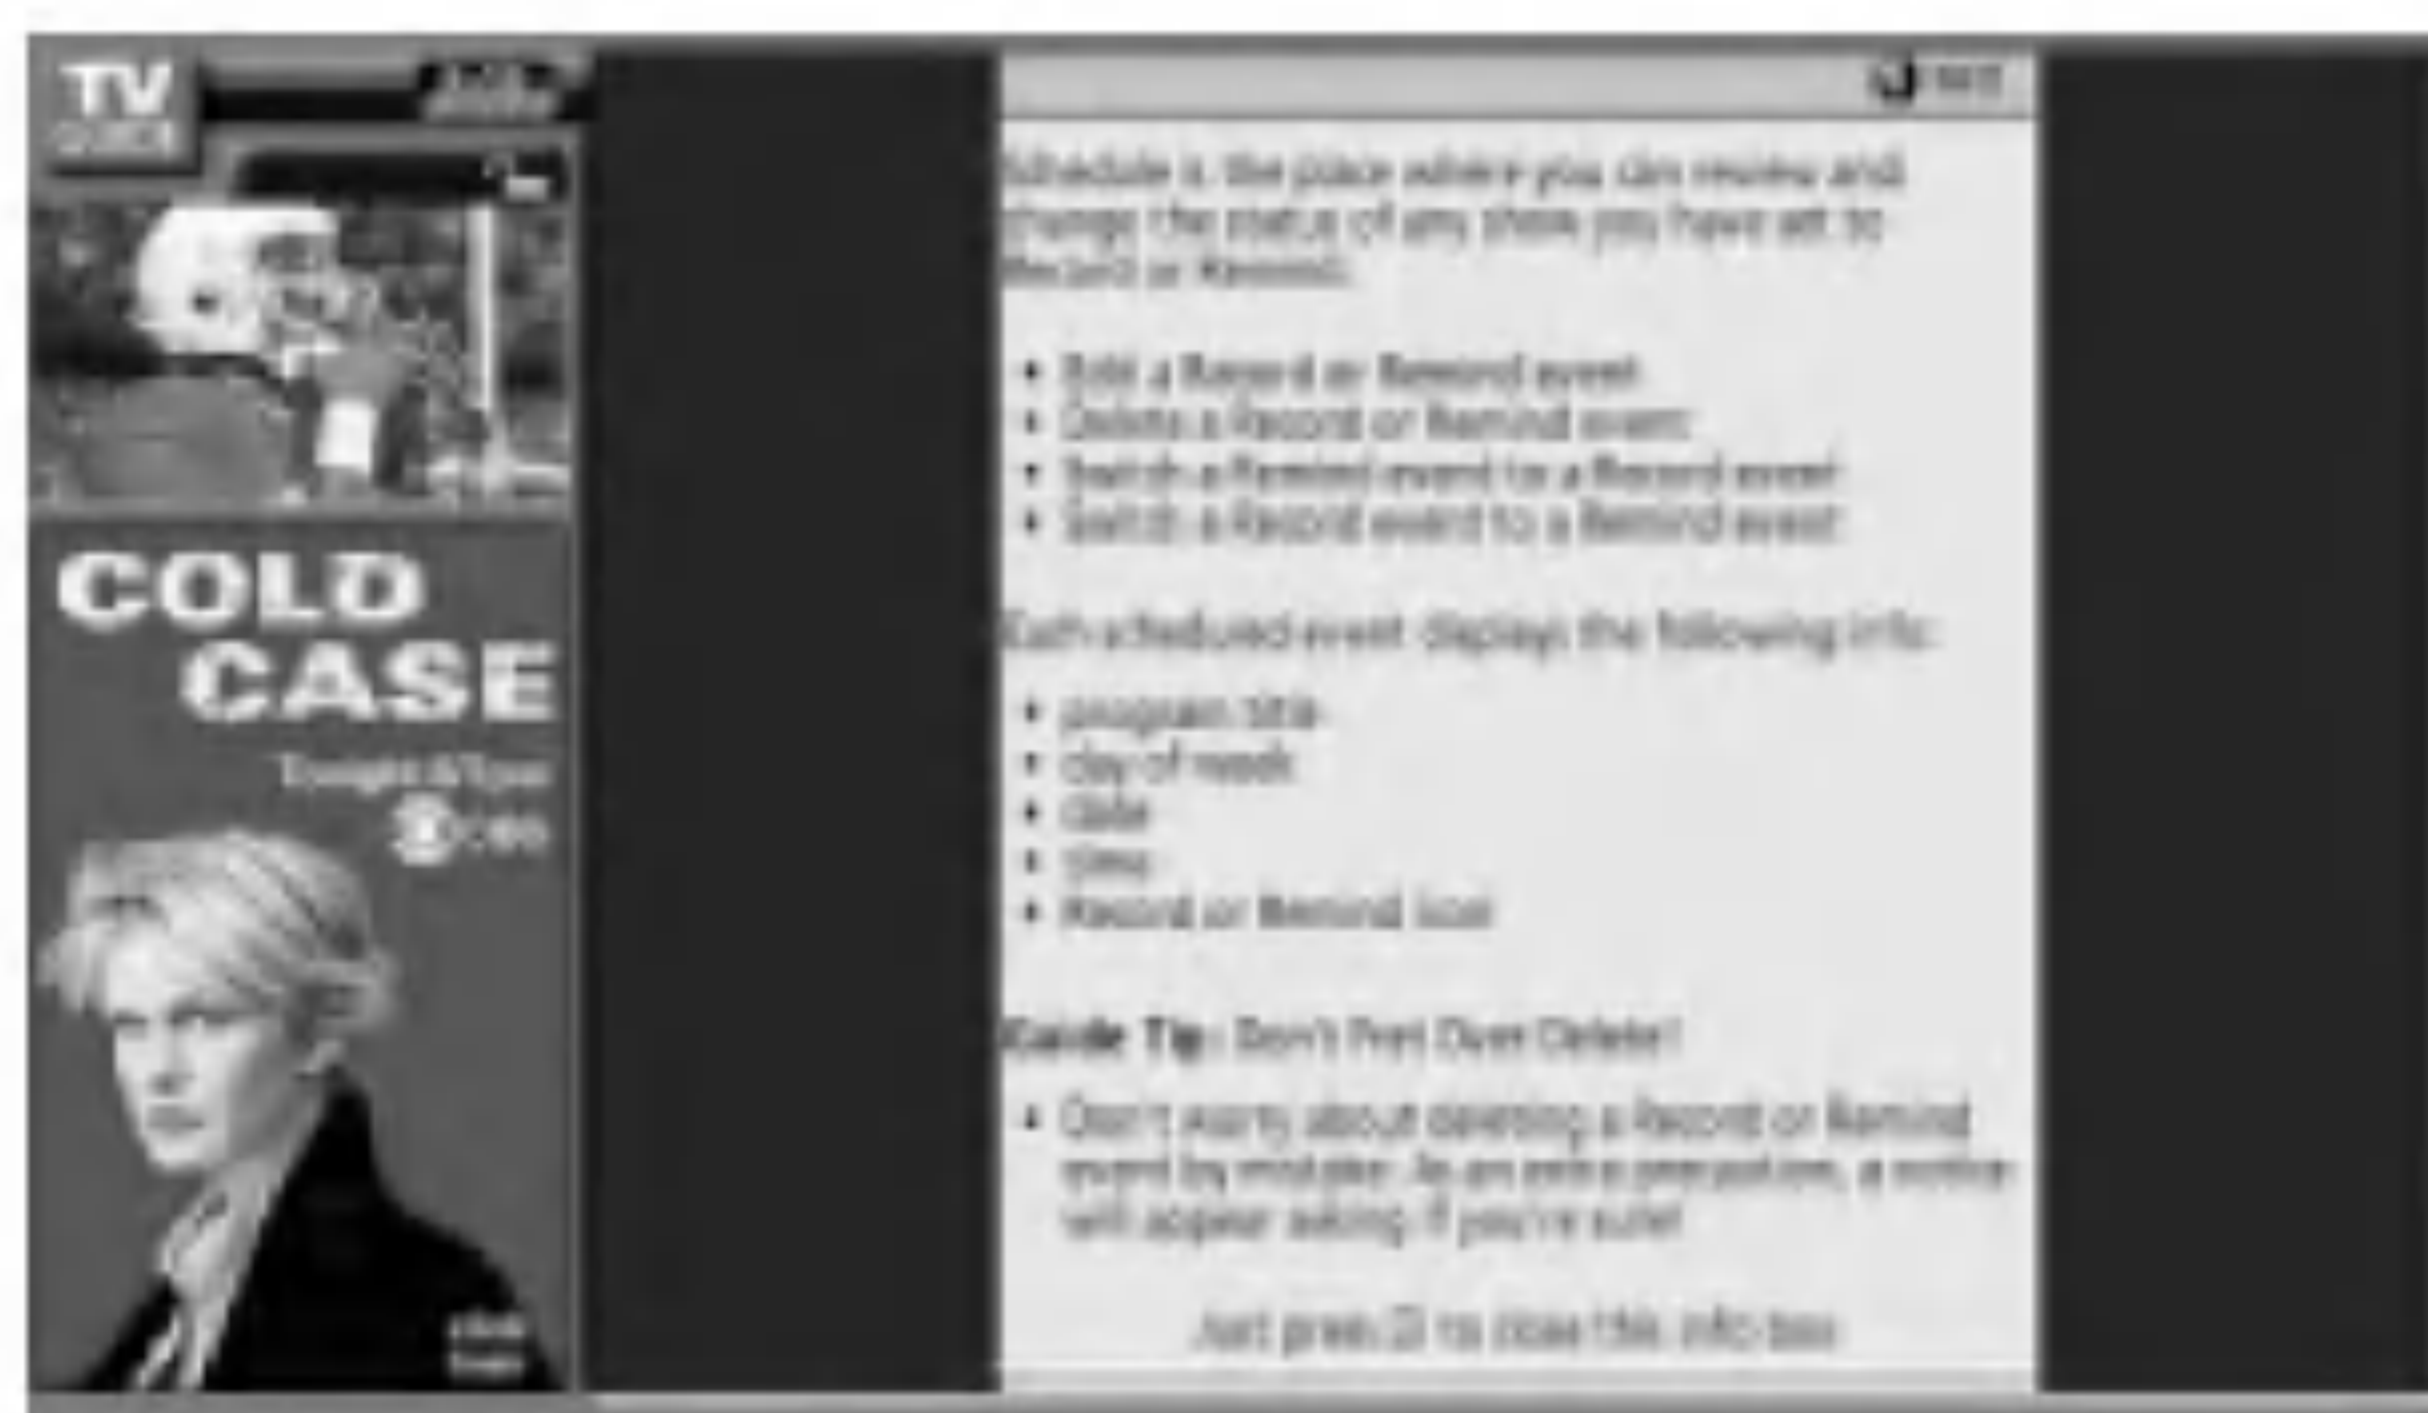 TV
GUIDE
Schedule is the place where you can review and
change the status of any show you have set to
Record or Remind.
• Edit a Record or Remind event
• Delete a Record or Remind event
• Switch a Remind event to a Record event
• Switch a Record event to a Remind event
Each scheduled event displays the following info:
• program title
• day of week
• date
• time
• Record or Remind icon
Guide Tip: Don't Fret Over Delete!
• Don't worry about deleting a Record or Remind
event by mistake. As an extra precaution, a notice
will appear asking if you're sure!
Just press to close this info box
COLD
CASE
Tonight
CBS